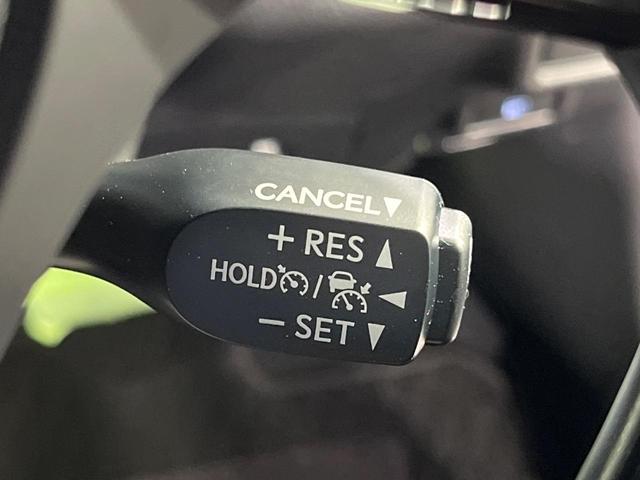 CANCEL▼
+ RES ▲
HOLD / ◀
− SET ▼